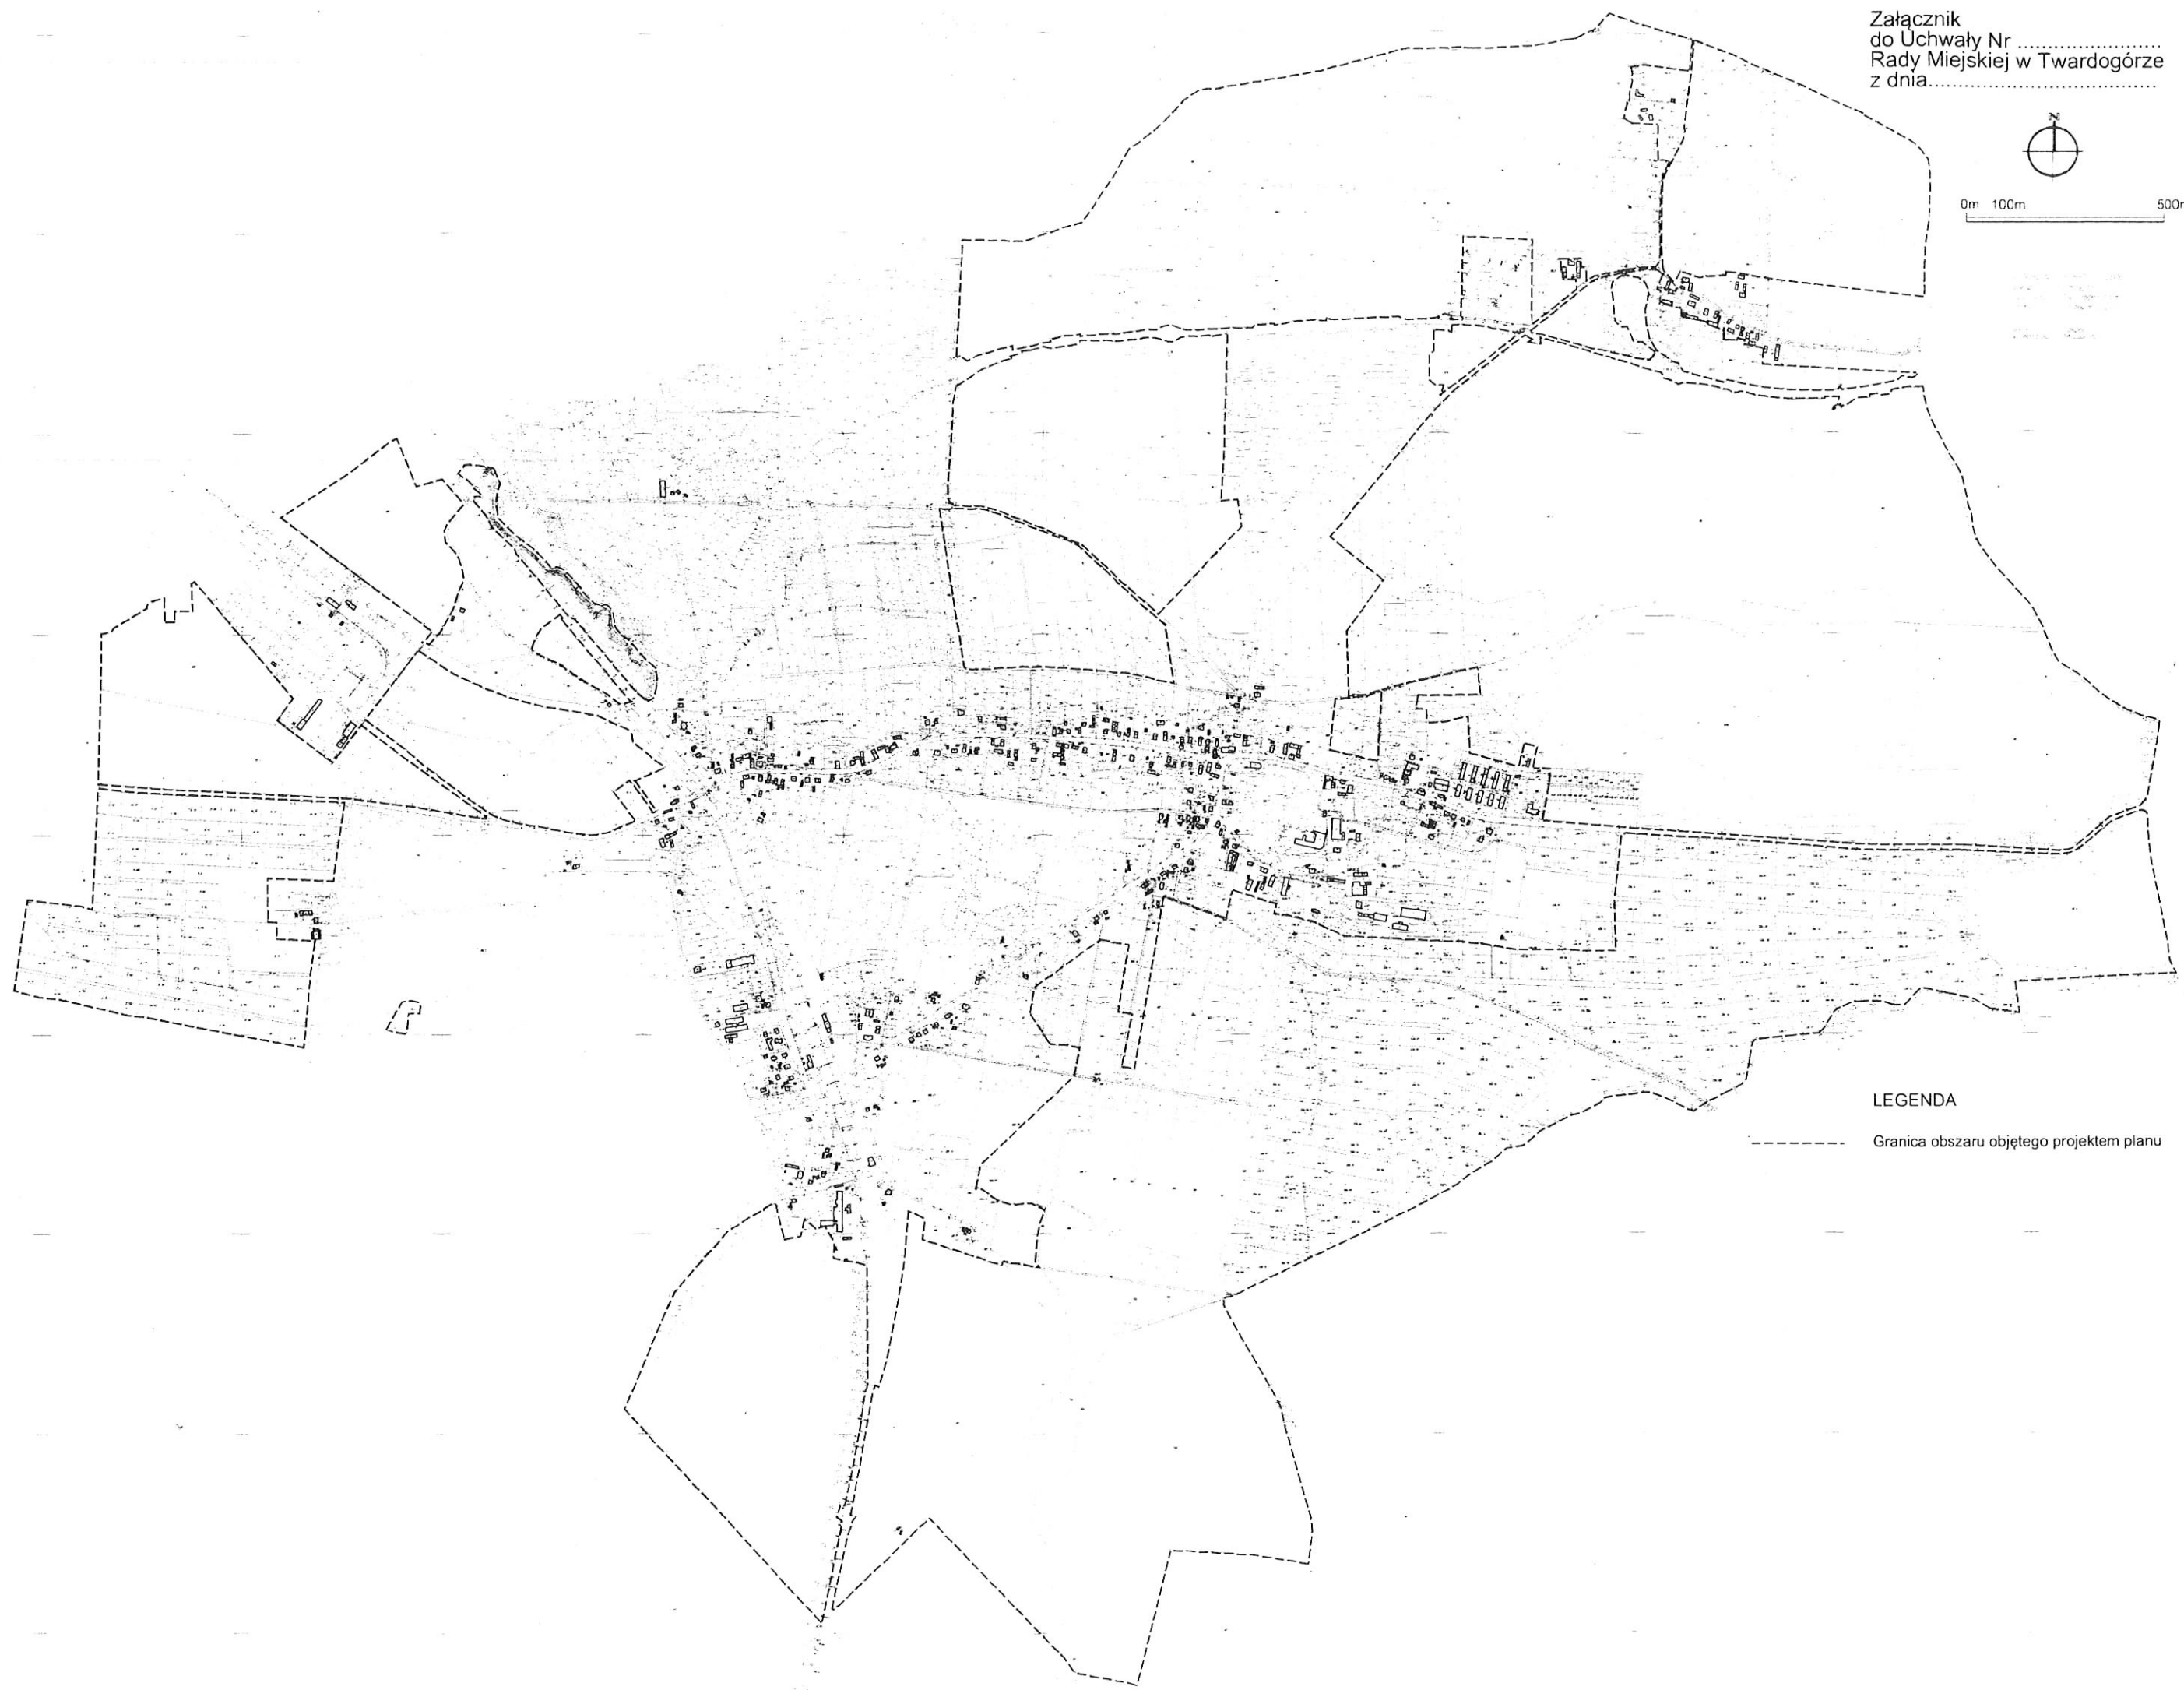 Załącznik
do Uchwały Nr ........................
Rady Miejskiej w Twardogórze
z dnia......................................
N
0m 100m 500m
LEGENDA
Granica obszaru objętego projektem planu